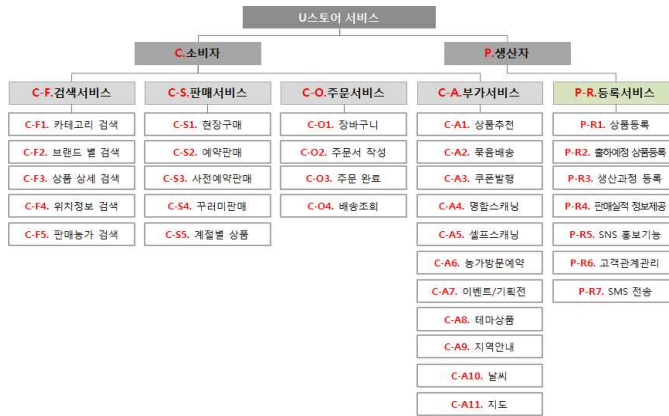 U스토어 서비스
C.소비자
P.생산자
C-F.검색서비스
C-S.판매서비스
C-O.주문서비스
C-A.부가서비스
P-R.등록서비스
C-F1. 카테고리 검색
C-F2. 브랜드 별 검색
C-F3. 상품 상세 검색
C-F4. 위치정보 검색
C-F5. 판매농가 검색
C-S1. 현장구매
C-S2. 예약판매
C-S3. 사전예약판매
C-S4. 꾸러미판매
C-S5. 계절별 상품
C-O1. 장바구니
C-O2. 주문서 작성
C-O3. 주문 완료
C-O4. 배송조회
C-A1. 상품추천
C-A2. 묶음배송
C-A3. 쿠폰발행
C-A4. 명함스캐닝
C-A5. 셀프스캐닝
C-A6. 농가방문예약
C-A7. 이벤트/기획전
C-A8. 테마상품
C-A9. 지역안내
C-A10. 날씨
C-A11. 지도
P-R1. 상품등록
P-R2. 출하예정 상품등록
P-R3. 생산과정 등록
P-R4. 판매실적 정보제공
P-R5. SNS 홍보기능
P-R6. 고객관계관리
P-R7. SMS 전송